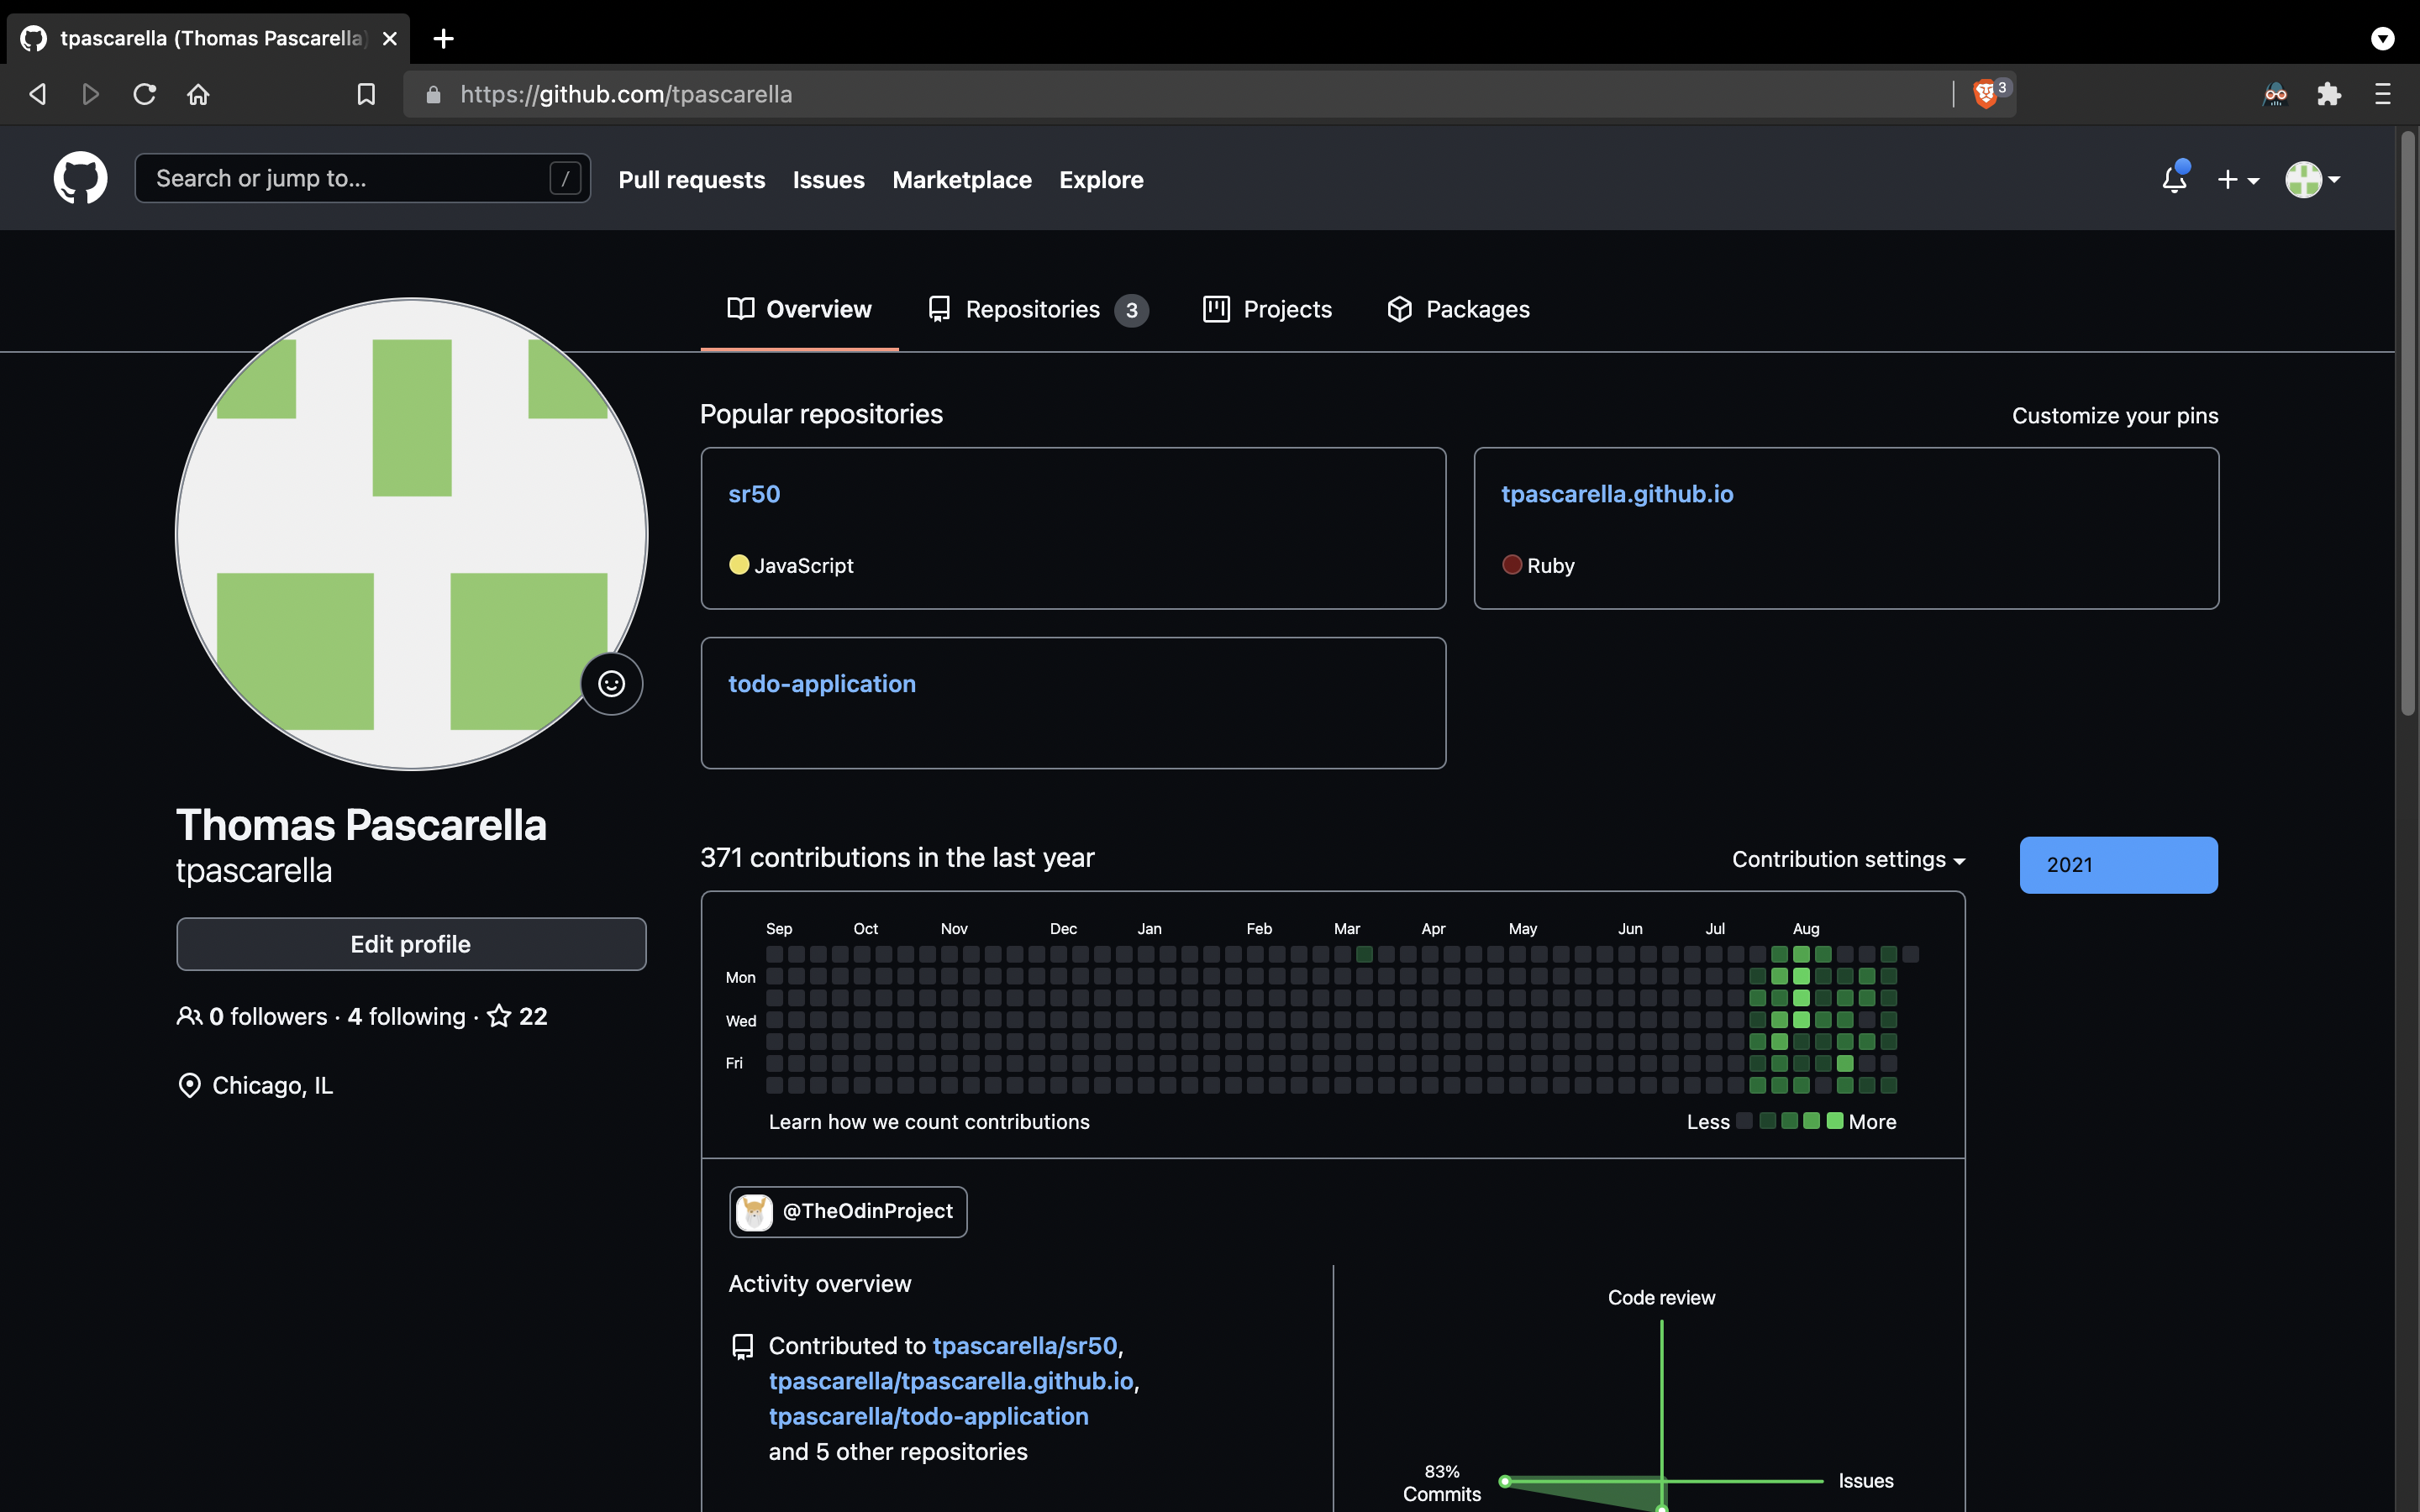 tpascarella (Thomas Pascarella)
https://github.com/tpascarella
3
Search or jump to...
/
Pull requests
Issues
Marketplace
Explore
Overview
Repositories 3
Projects
Packages
Popular repositories
Customize your pins
sr50
JavaScript
tpascarella.github.io
Ruby
todo-application
Thomas Pascarella
tpascarella
Edit profile
0 followers · 4 following · 22
Chicago, IL
371 contributions in the last year
Contribution settings
2021
Sep Oct Nov Dec Jan Feb Mar Apr May Jun Jul Aug
Mon
Wed
Fri
Learn how we count contributions
Less More
@TheOdinProject
Activity overview
Contributed to tpascarella/sr50,
tpascarella/tpascarella.github.io,
tpascarella/todo-application
and 5 other repositories
Code review
83%
Commits
Issues